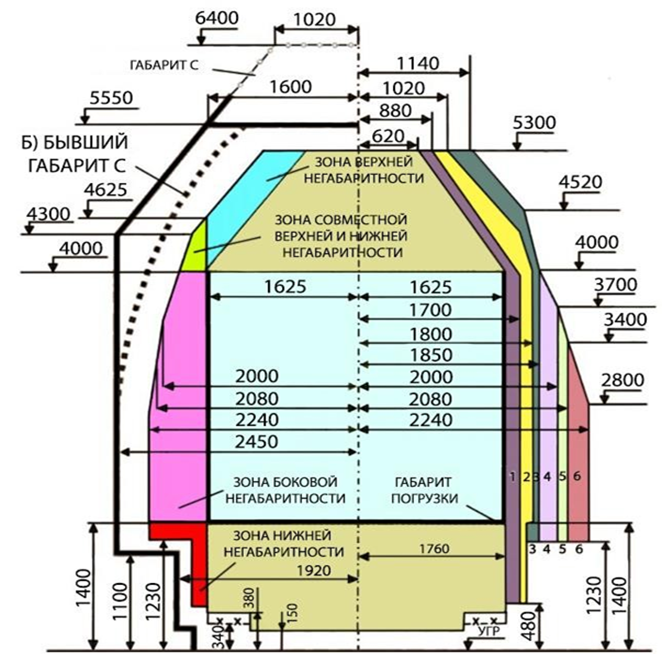 1020
6400
ГАБАРИТ С
1140
1600
1020
5550
880
5300
620
Б) БЫВШИЙ
ГАБАРИТ С
ЗОНА ВЕРХНЕЙ
НЕГАБАРИТНОСТИ
4625
4520
4300
ЗОНА СОВМЕСТНОЙ
ВЕРХНЕЙ И НИЖНЕЙ
НЕГАБАРИТНОСТИ
4000
4000
1625
1625
3700
1700
1800
3400
1850
2000
2000
2800
2080
2080
2240
2240
2450
ЗОНА БОКОВОЙ
НЕГАБАРИТНОСТИ
ГАБАРИТ
ПОГРУЗКИ
1 2 3 4 5 6
ЗОНА НИЖНЕЙ
НЕГАБАРИТНОСТИ
1760
3 4 5 6
1920
1400
1100
1230
340
380
150
УГР
480
1230
1400